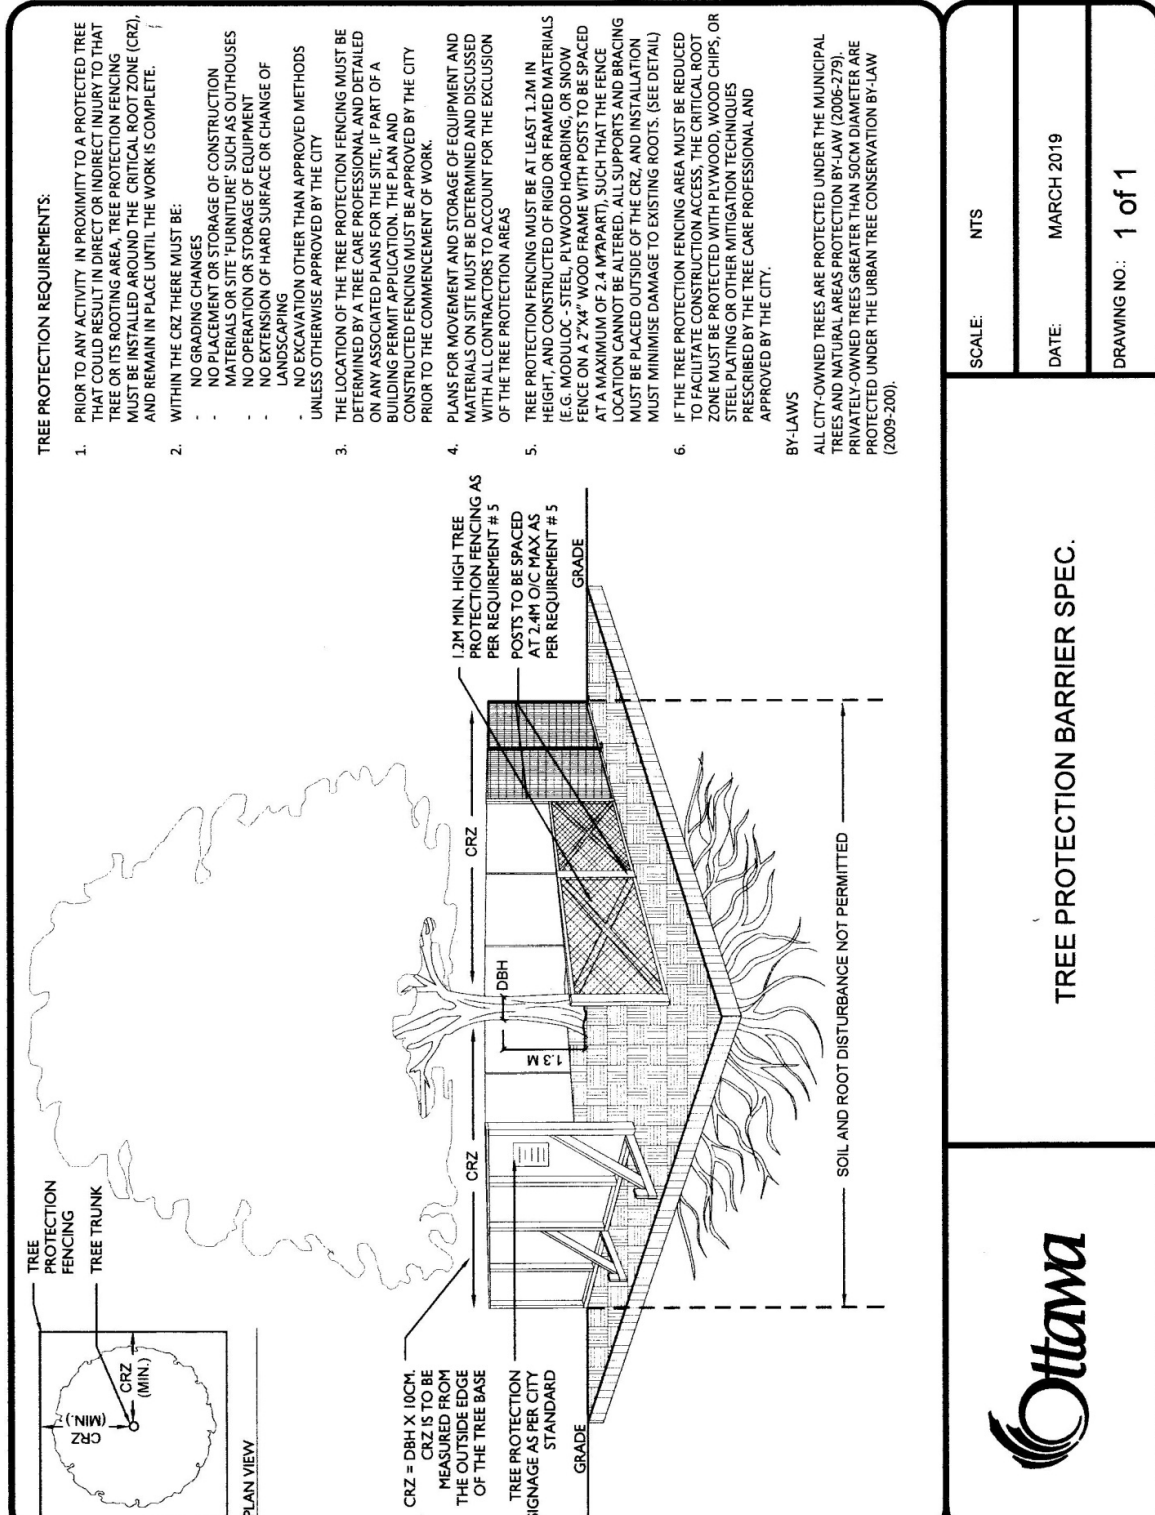 TREE PROTECTION REQUIREMENTS:
1. PRIOR TO ANY ACTIVITY IN PROXIMITY TO A PROTECTED TREE
THAT COULD RESULT IN DIRECT OR INDIRECT INJURY TO THAT
TREE OR ITS ROOTING AREA, TREE PROTECTION FENCING
MUST BE INSTALLED AROUND THE CRITICAL ROOT ZONE (CRZ),
AND REMAIN IN PLACE UNTIL THE WORK IS COMPLETE.
2. WITHIN THE CRZ THERE MUST BE:
- NO GRADING CHANGES
- NO PLACEMENT OR STORAGE OF CONSTRUCTION
MATERIALS OR SITE 'FURNITURE' SUCH AS OUTHOUSES
- NO OPERATION OR STORAGE OF EQUIPMENT
- NO EXTENSION OF HARD SURFACE OR CHANGE OF
LANDSCAPING
- NO EXCAVATION OTHER THAN APPROVED METHODS
UNLESS OTHERWISE APPROVED BY THE CITY
3. THE LOCATION OF THE TREE PROTECTION FENCING MUST BE
DETERMINED BY A TREE CARE PROFESSIONAL AND DETAILED
ON ANY ASSOCIATED PLANS FOR THE SITE, IF PART OF A
BUILDING PERMIT APPLICATION. THE PLAN AND
CONSTRUCTED FENCING MUST BE APPROVED BY THE CITY
PRIOR TO THE COMMENCEMENT OF WORK.
4. PLANS FOR MOVEMENT AND STORAGE OF EQUIPMENT AND
MATERIALS ON SITE MUST BE DETERMINED AND DISCUSSED
WITH ALL CONTRACTORS TO ACCOUNT FOR THE EXCLUSION
OF THE TREE PROTECTION AREAS
5. TREE PROTECTION FENCING MUST BE AT LEAST 1.2M IN
HEIGHT, AND CONSTRUCTED OF RIGID OR FRAMED MATERIALS
(E.G. MODULOC - STEEL, PLYWOOD HOARDING, OR SNOW
FENCE ON A 2"X4" WOOD FRAME WITH POSTS TO BE SPACED
AT A MAXIMUM OF 2.4 M?APART), SUCH THAT THE FENCE
LOCATION CANNOT BE ALTERED. ALL SUPPORTS AND BRACING
MUST BE PLACED OUTSIDE OF THE CRZ, AND INSTALLATION
MUST MINIMISE DAMAGE TO EXISTING ROOTS. (SEE DETAIL)
6. IF THE TREE PROTECTION FENCING AREA MUST BE REDUCED
TO FACILITATE CONSTRUCTION ACCESS, THE CRITICAL ROOT
ZONE MUST BE PROTECTED WITH PLYWOOD, WOOD CHIPS, OR
STEEL PLATING OR OTHER MITIGATION TECHNIQUES
PRESCRIBED BY THE TREE CARE PROFESSIONAL AND
APPROVED BY THE CITY.
BY-LAWS
ALL CITY-OWNED TREES ARE PROTECTED UNDER THE MUNICIPAL
TREES AND NATURAL AREAS PROTECTION BY-LAW (2006-279).
PRIVATELY-OWNED TREES GREATER THAN 50CM DIAMETER ARE
PROTECTED UNDER THE URBAN TREE CONSERVATION BY-LAW
(2009-200).
TREE
PROTECTION
FENCING
TREE TRUNK
CRZ
(MIN.)
CRZ
(MIN.)
PLAN VIEW
CRZ = DBH X 10CM.
CRZ IS TO BE
MEASURED FROM
THE OUTSIDE EDGE
OF THE TREE BASE
TREE PROTECTION
SIGNAGE AS PER CITY
STANDARD
GRADE
CRZ
CRZ
DBH
1.3 M
1.2M MIN. HIGH TREE
PROTECTION FENCING AS
PER REQUIREMENT # 5
POSTS TO BE SPACED
AT 2.4M O/C MAX AS
PER REQUIREMENT # 5
GRADE
SOIL AND ROOT DISTURBANCE NOT PERMITTED
Ottawa
TREE PROTECTION BARRIER SPEC.
SCALE: NTS
DATE: MARCH 2019
DRAWING NO.: 1 of 1